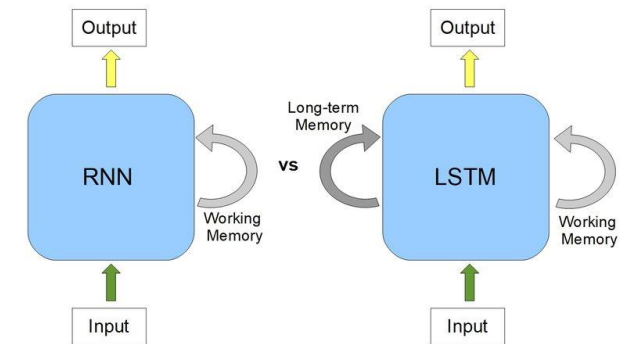 Output
RNN
Working
Memory
Input
vs
Output
Long-term
Memory
LSTM
Working
Memory
Input